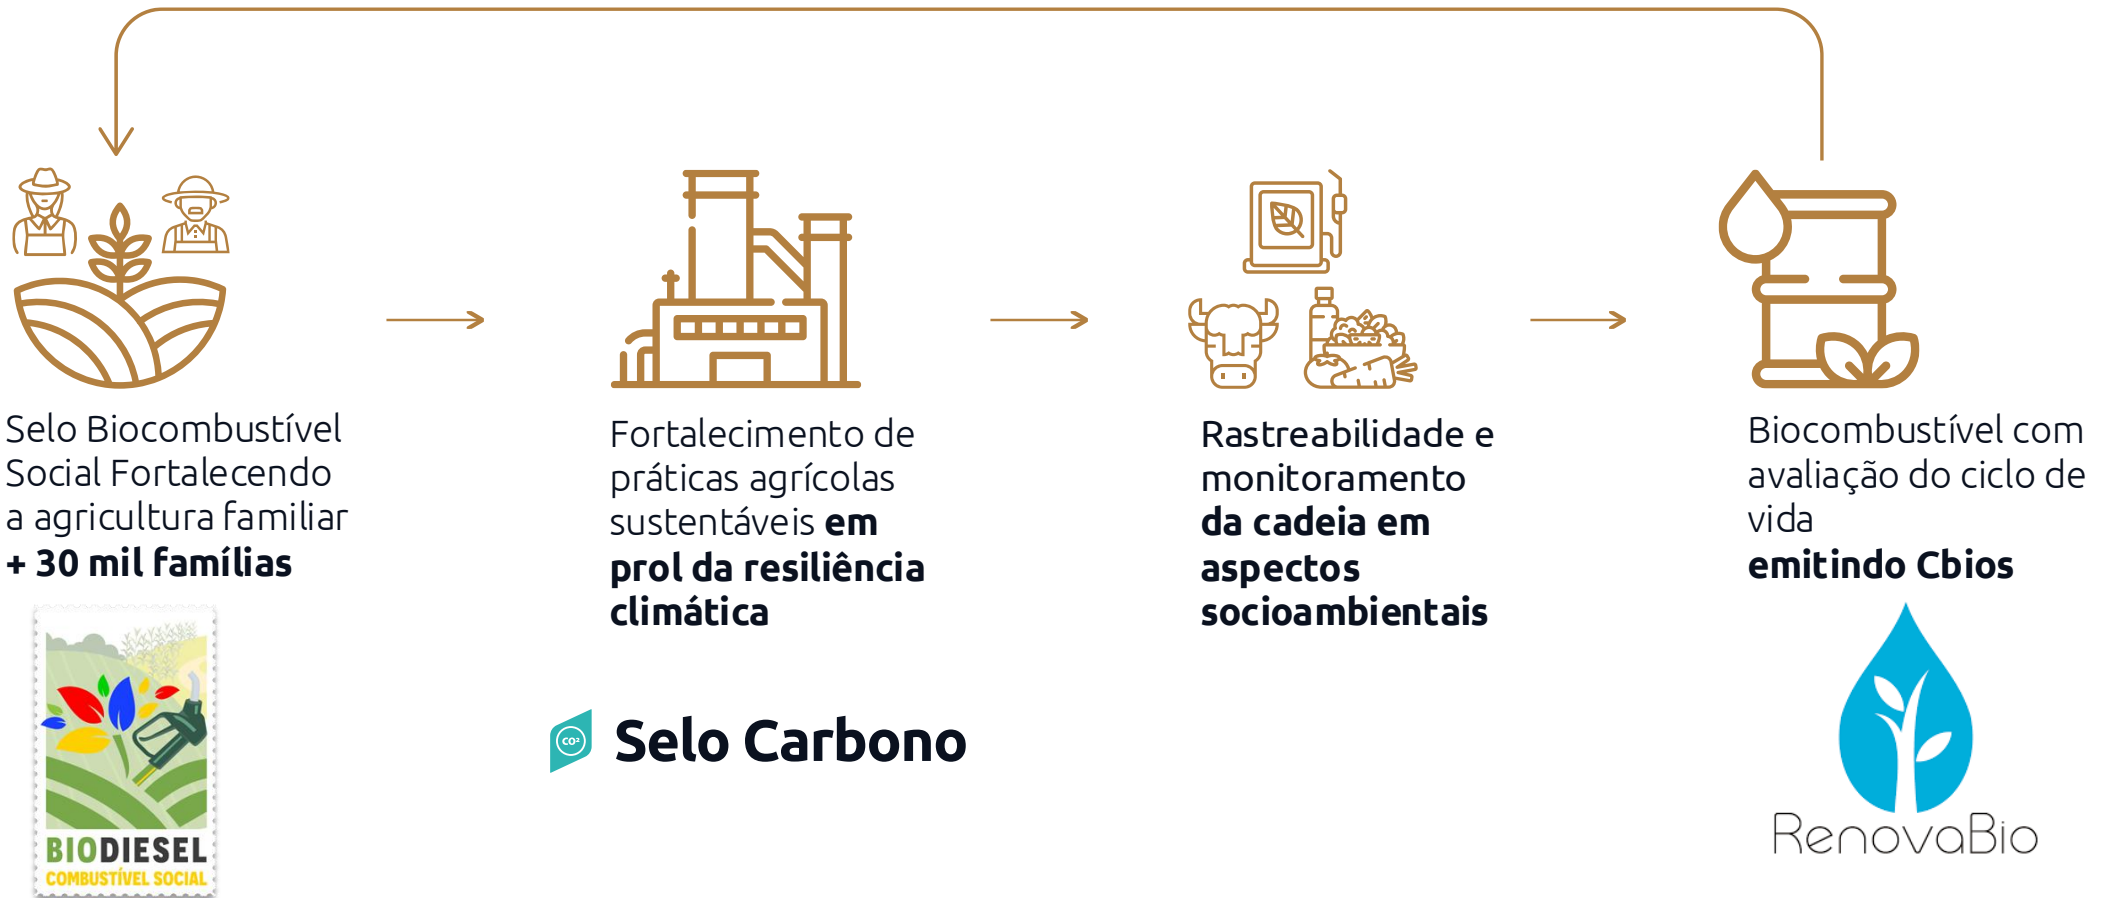 Selo Biocombustível
Social Fortalecendo
a agricultura familiar
+ 30 mil famílias
BIODIESEL
COMBUSTÍVEL SOCIAL
Fortalecimento de
práticas agrícolas
sustentáveis em
prol da resiliência
climática
CO²
Selo Carbono
Rastreabilidade e
monitoramento
da cadeia em
aspectos
socioambientais
Biocombustível com
avaliação do ciclo de
vida
emitindo Cbios
RenovaBio